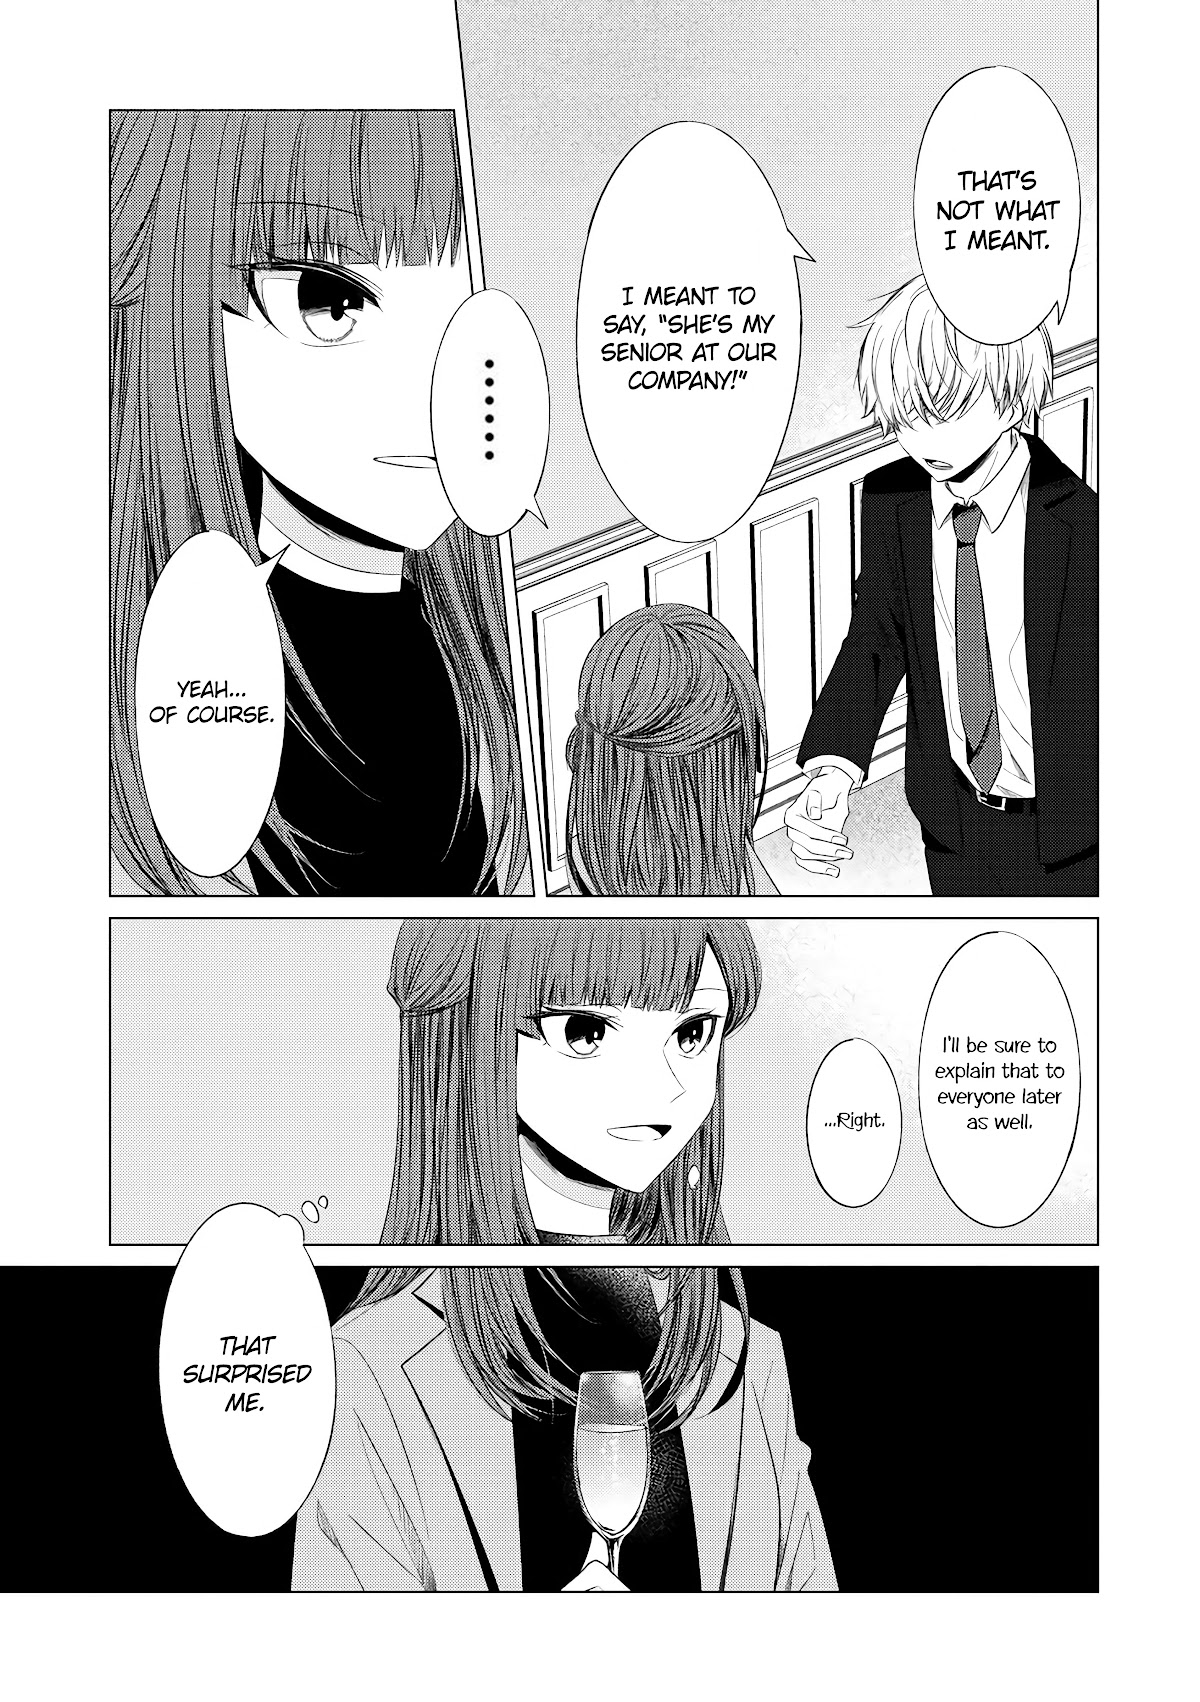 THAT'S
NOT WHAT
I MEANT.
I MEANT TO
SAY, "SHE'S MY
SENIOR AT OUR
COMPANY!"
......
YEAH...
OF COURSE.
I'll be sure to
explain that to
everyone later
as well.
...Right.
THAT
SURPRISED
ME.